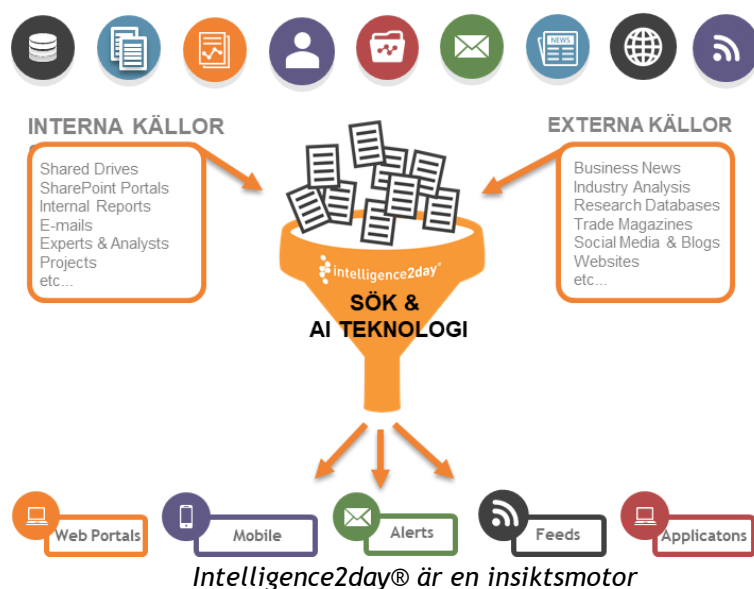 NEWS
INTERNA KÄLLOR
Shared Drives
SharePoint Portals
Internal Reports
E-mails
Experts & Analysts
Projects
etc...
EXTERNA KÄLLOR
Business News
Industry Analysis
Research Databases
Trade Magazines
Social Media & Blogs
Websites
etc...
intelligence2day®
SÖK &
AI TEKNOLOGI
Web Portals
Mobile
Alerts
Feeds
Applicatons
Intelligence2day® är en insiktsmotor